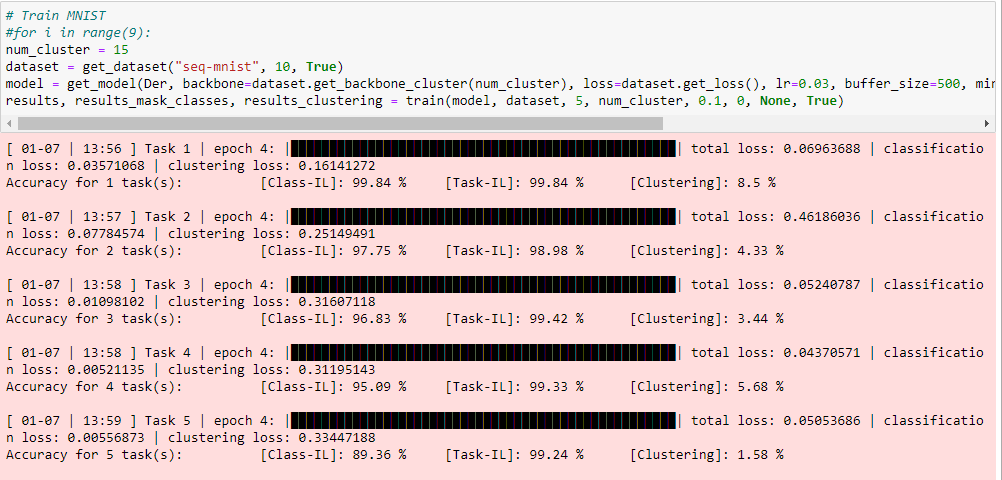 # Train MNIST
#for i in range(9):
num_cluster = 15
dataset = get_dataset("seq-mnist", 10, True)
model = get_model(Der, backbone=dataset.get_backbone_cluster(num_cluster), loss=dataset.get_loss(), lr=0.03, buffer_size=500, min
results, results_mask_classes, results_clustering = train(model, dataset, 5, num_cluster, 0.1, 0, None, True)
[ 01-07 | 13:56 ] Task 1 | epoch 4: || total loss: 0.06963688 | classificatio
n loss: 0.03571068 | clustering loss: 0.16141272
Accuracy for 1 task(s): [Class-IL]: 99.84 % [Task-IL]: 99.84 % [Clustering]: 8.5 %
[ 01-07 | 13:57 ] Task 2 | epoch 4: || total loss: 0.46186036 | classificatio
n loss: 0.07784574 | clustering loss: 0.25149491
Accuracy for 2 task(s): [Class-IL]: 97.75 % [Task-IL]: 98.98 % [Clustering]: 4.33 %
[ 01-07 | 13:58 ] Task 3 | epoch 4: || total loss: 0.05240787 | classificatio
n loss: 0.01098102 | clustering loss: 0.31607118
Accuracy for 3 task(s): [Class-IL]: 96.83 % [Task-IL]: 99.42 % [Clustering]: 3.44 %
[ 01-07 | 13:58 ] Task 4 | epoch 4: || total loss: 0.04370571 | classificatio
n loss: 0.00521135 | clustering loss: 0.31195143
Accuracy for 4 task(s): [Class-IL]: 95.09 % [Task-IL]: 99.33 % [Clustering]: 5.68 %
[ 01-07 | 13:59 ] Task 5 | epoch 4: || total loss: 0.05053686 | classificatio
n loss: 0.00556873 | clustering loss: 0.33447188
Accuracy for 5 task(s): [Class-IL]: 89.36 % [Task-IL]: 99.24 % [Clustering]: 1.58 %